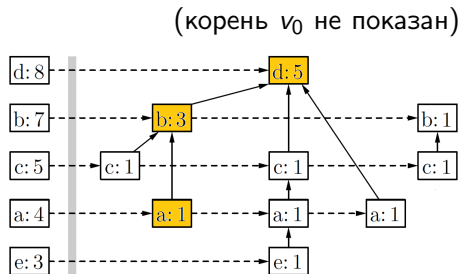 (корень v₀ не показан)
d: 8 d: 5
b: 7 b: 3 b: 1
c: 5 c: 1 c: 1 c: 1
a: 4 a: 1 a: 1 a: 1
e: 3 e: 1